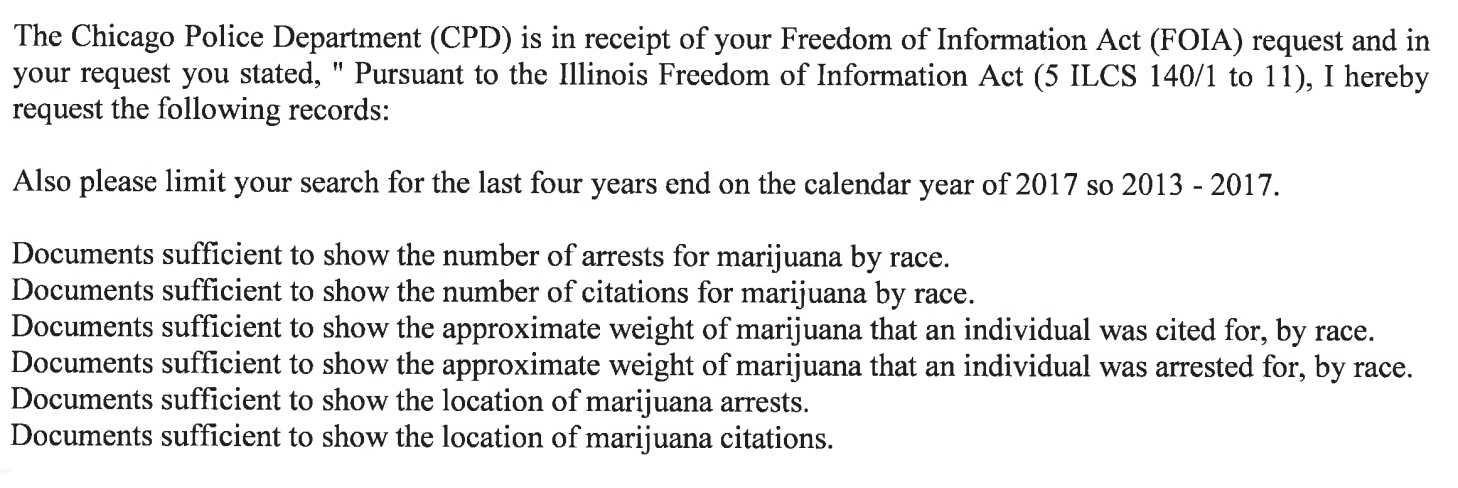 The Chicago Police Department (CPD) is in receipt of your Freedom of Information Act (FOIA) request and in
your request you stated, " Pursuant to the Illinois Freedom of Information Act (5 ILCS 140/1 to 11), I hereby
request the following records:
Also please limit your search for the last four years end on the calendar year of 2017 so 2013 - 2017.
Documents sufficient to show the number of arrests for marijuana by race.
Documents sufficient to show the number of citations for marijuana by race.
Documents sufficient to show the approximate weight of marijuana that an individual was cited for, by race.
Documents sufficient to show the approximate weight of marijuana that an individual was arrested for, by race.
Documents sufficient to show the location of marijuana arrests.
Documents sufficient to show the location of marijuana citations.